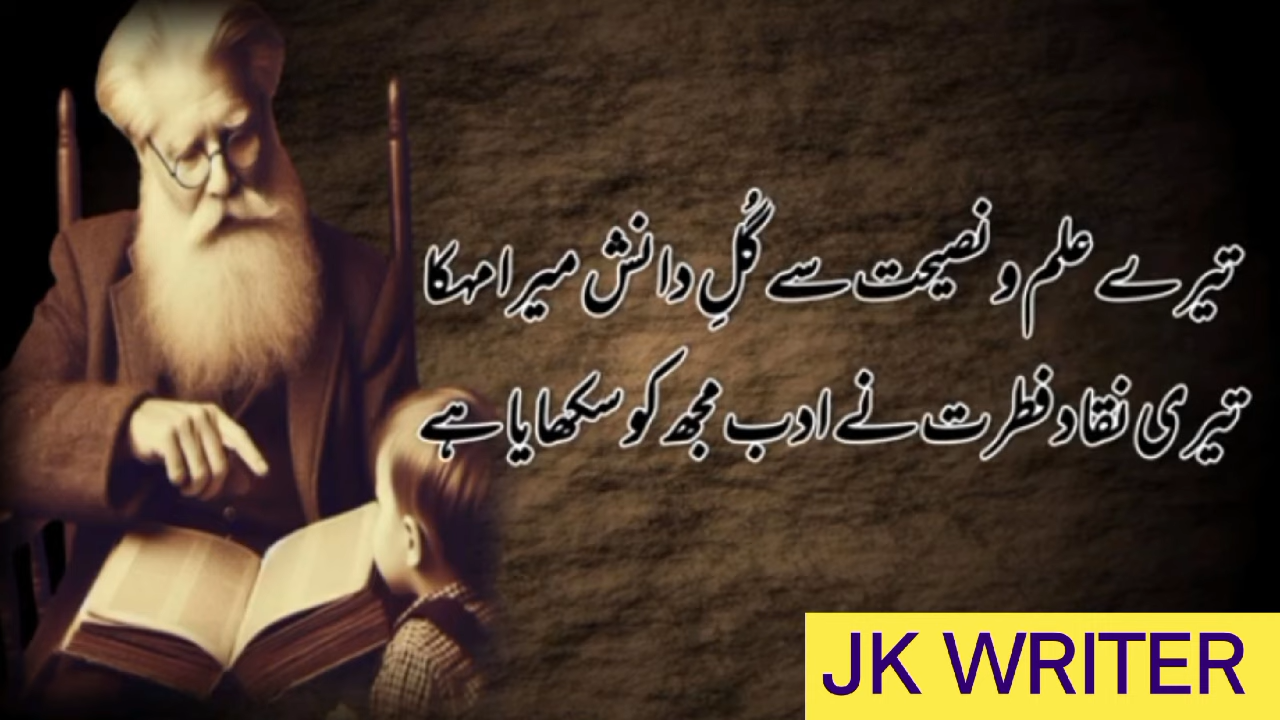 تیرے علم و نصیحت سے گُلِ دانش میرا مہکا
تیری نقاد فطرت نے ادب مجھ کو سکھایا ہے
JK WRITER